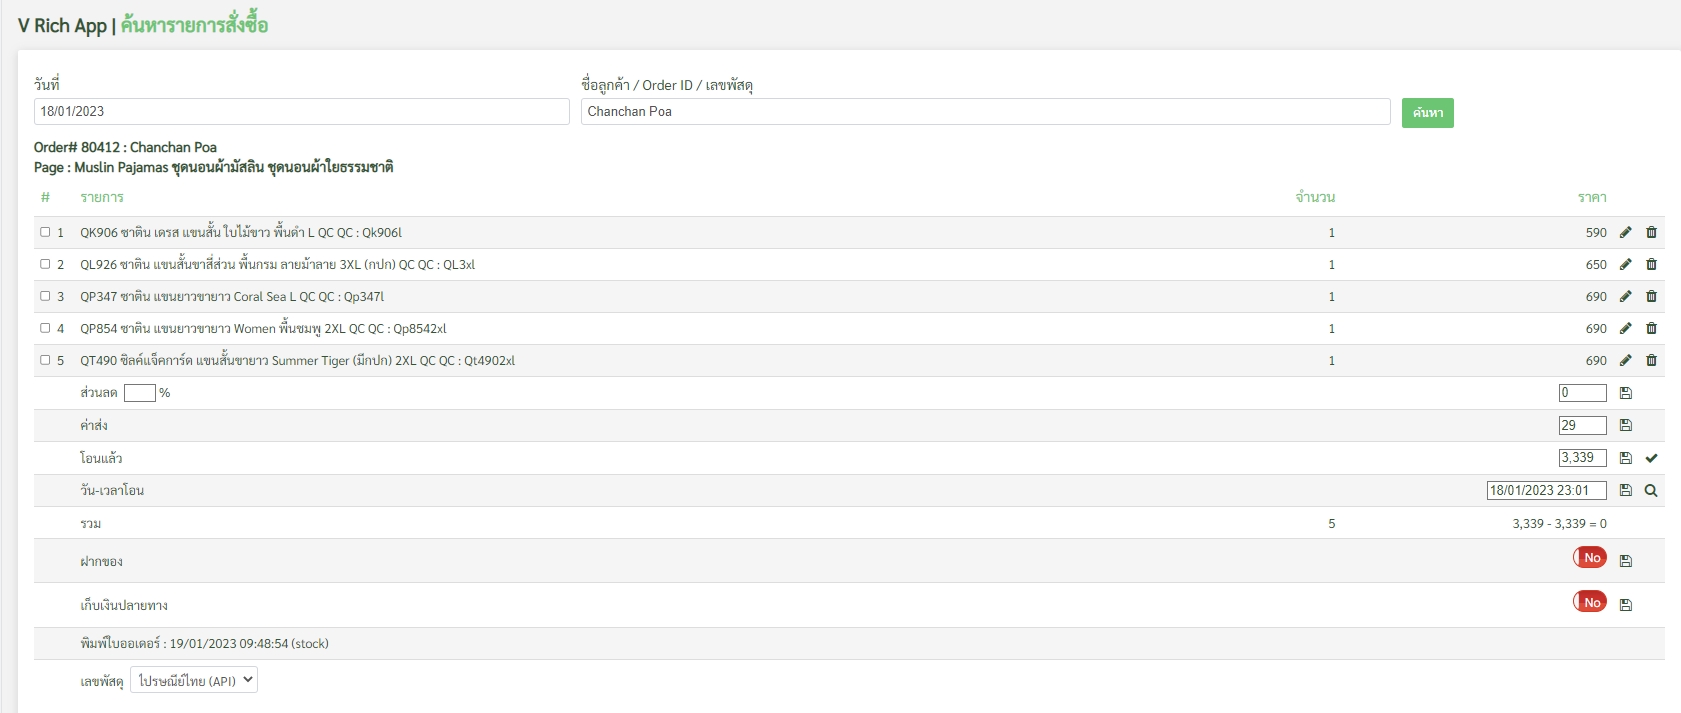 V Rich App | ค้นหารายการสั่งซื้อ
วันที่ ชื่อลูกค้า / Order ID / เลขพัสดุ
18/01/2023 Chanchan Poa ค้นหา
Order# 80412 : Chanchan Poa
Page : Muslin Pajamas ชุดนอนผ้ามัสลิน ชุดนอนผ้าใยธรรมชาติ
# รายการ จำนวน ราคา
1 QK906 ซาติน เดรส แขนสั้น ใบไม้ขาว พื้นดำ L QC QC : Qk906l 1 590
2 QL926 ซาติน แขนสั้นขาสี่ส่วน พื้นกรม ลายม้าลาย 3XL (กปก) QC QC : QL3xl 1 650
3 QP347 ซาติน แขนยาวขายาว Coral Sea L QC QC : Qp347l 1 690
4 QP854 ซาติน แขนยาวขายาว Women พื้นชมพู 2XL QC QC : Qp8542xl 1 690
5 QT490 ซิลค์แจ็คการ์ด แขนสั้นขายาว Summer Tiger (มีกปก) 2XL QC QC : Qt4902xl 1 690
ส่วนลด % 0
ค่าส่ง 29
โอนแล้ว 3,339
วัน-เวลาโอน 18/01/2023 23:01
รวม 5 3,339 - 3,339 = 0
ฝากของ No
เก็บเงินปลายทาง No
พิมพ์ใบออเดอร์ : 19/01/2023 09:48:54 (stock)
เลขพัสดุ ไปรษณีย์ไทย (API)